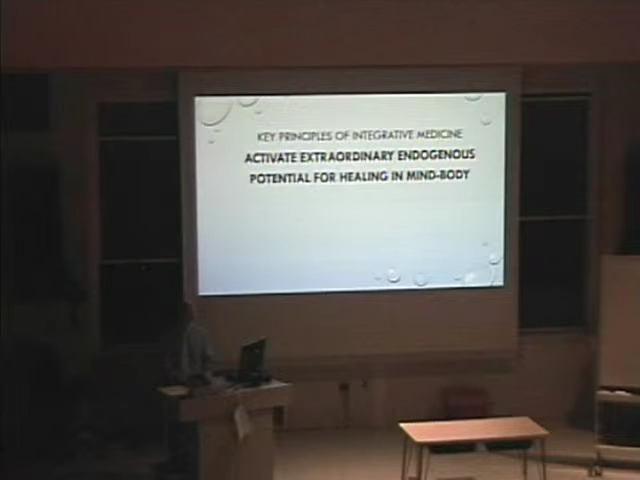 KEY PRINCIPLES OF INTEGRATIVE MEDICINE
ACTIVATE EXTRAORDINARY ENDOGENOUS
POTENTIAL FOR HEALING IN MIND-BODY